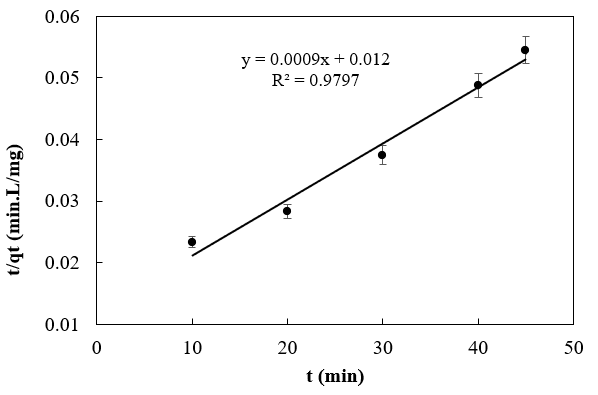 0.06
y = 0.0009x + 0.012
R² = 0.9797
0.05
0.04
0.03
0.02
0.01
t/qt (min.L/mg)
0 10 20 30 40 50
t (min)